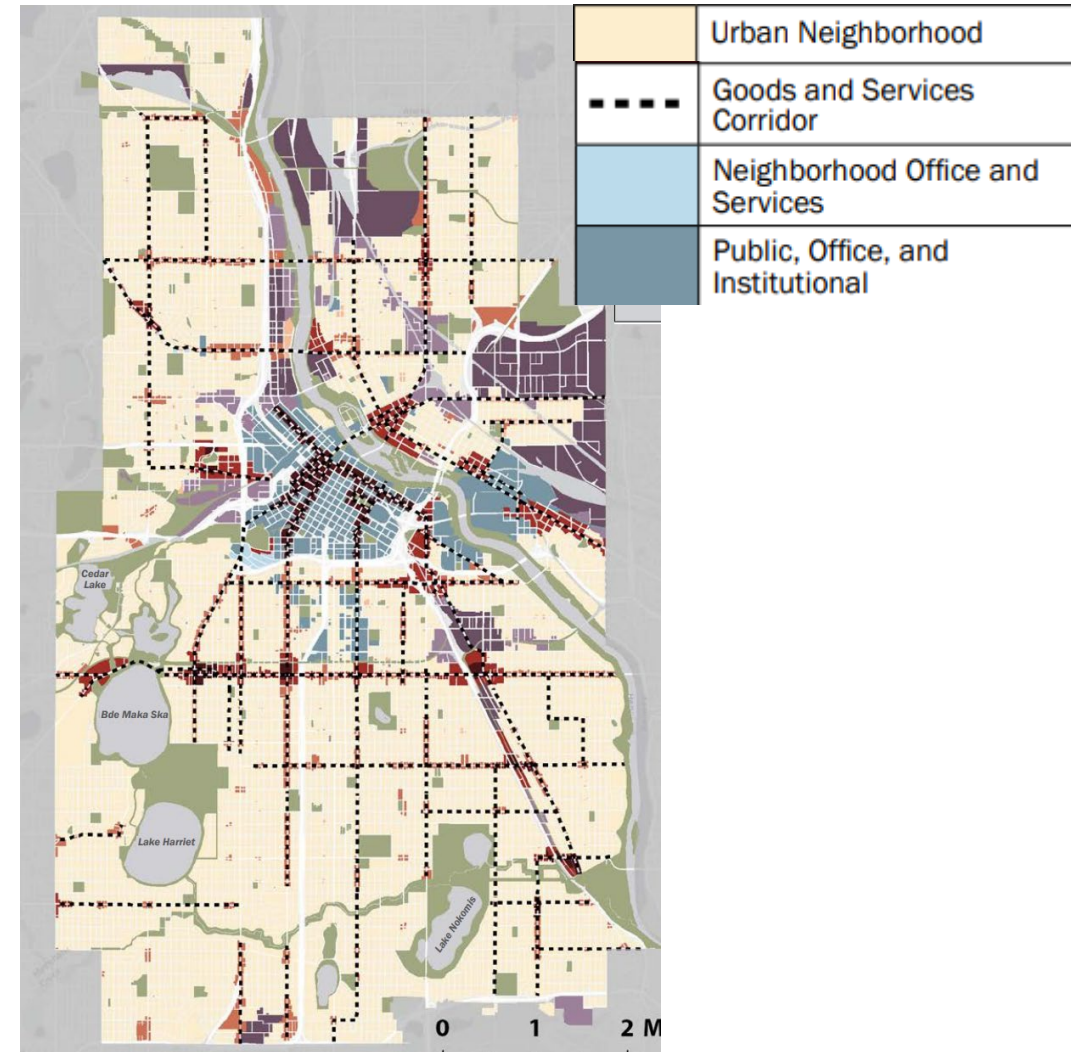 Urban Neighborhood
Goods and Services
Corridor
Neighborhood Office and
Services
Public, Office, and
Institutional
Cedar
Lake
Bde Maka Ska
Lake Harriet
Lake Nokomis
0 1 2 M